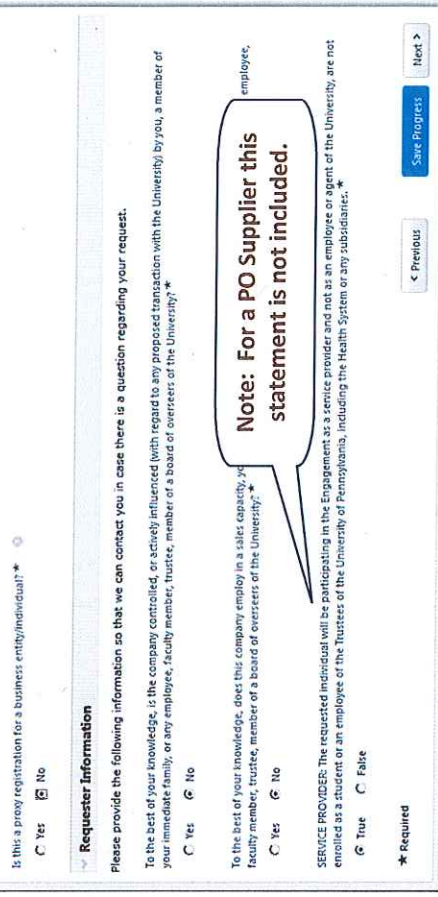 Is this a proxy registration for a business entity/individual? ★
Yes No
Requester Information
Please provide the following information so that we can contact you in case there is a question regarding your request.
To the best of your knowledge, is the company controlled, or actively influenced (with regard to any proposed transaction with the University) by you, a member of
your immediate family, or any employee, faculty member, trustee, member of a board of overseers of the University? ★
Yes No
To the best of your knowledge, does this company employ in a sales capacity, employee,
faculty member, trustee, member of a board of overseers of the University? ★
Yes No
Note: For a PO Supplier this
statement is not included.
SERVICE PROVIDER: The requested individual will be participating in the Engagement as a service provider and not as an employee or agent of the University, are not
enrolled as a student or an employee of the Trustees of the University of Pennsylvania, including the Health System or any subsidiaries. ★
True False
★ Required
< Previous Save Progress Next >